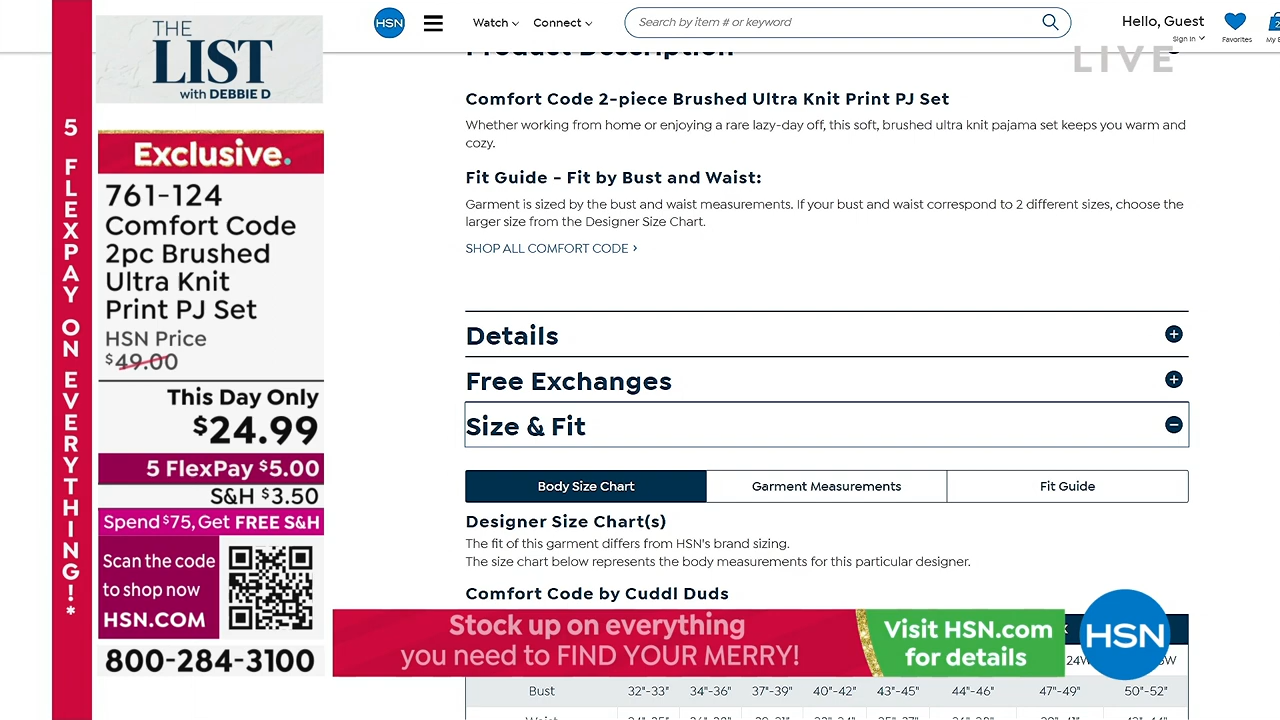 5 FLEXPAY ON EVERYTHING!*
THE
LIST
with DEBBIE D
Exclusive.
761-124
Comfort Code
2pc Brushed
Ultra Knit
Print PJ Set
HSN Price
$49.00
This Day Only
$24.99
5 FlexPay $5.00
S&H $3.50
Spend $75, Get FREE S&H
Scan the code
to shop now
HSN.COM
800-284-3100
HSN
Watch
Connect
Search by item # or keyword
Hello, Guest
Sign In
Favorites
LIVE
Product Description
Comfort Code 2-piece Brushed Ultra Knit Print PJ Set
Whether working from home or enjoying a rare lazy-day off, this soft, brushed ultra knit pajama set keeps you warm and
cozy.
Fit Guide - Fit by Bust and Waist:
Garment is sized by the bust and waist measurements. If your bust and waist correspond to 2 different sizes, choose the
larger size from the Designer Size Chart.
SHOP ALL COMFORT CODE >
Details
Free Exchanges
Size & Fit
Body Size Chart Garment Measurements Fit Guide
Designer Size Chart(s)
The fit of this garment differs from HSN's brand sizing.
The size chart below represents the body measurements for this particular designer.
Comfort Code by Cuddl Duds
Stock up on everything
you need to FIND YOUR MERRY!
Visit HSN.com
for details
HSN
Bust 32"-33" 34"-36" 37"-39" 40"-42" 43"-45" 44"-46" 47"-49" 50"-52"